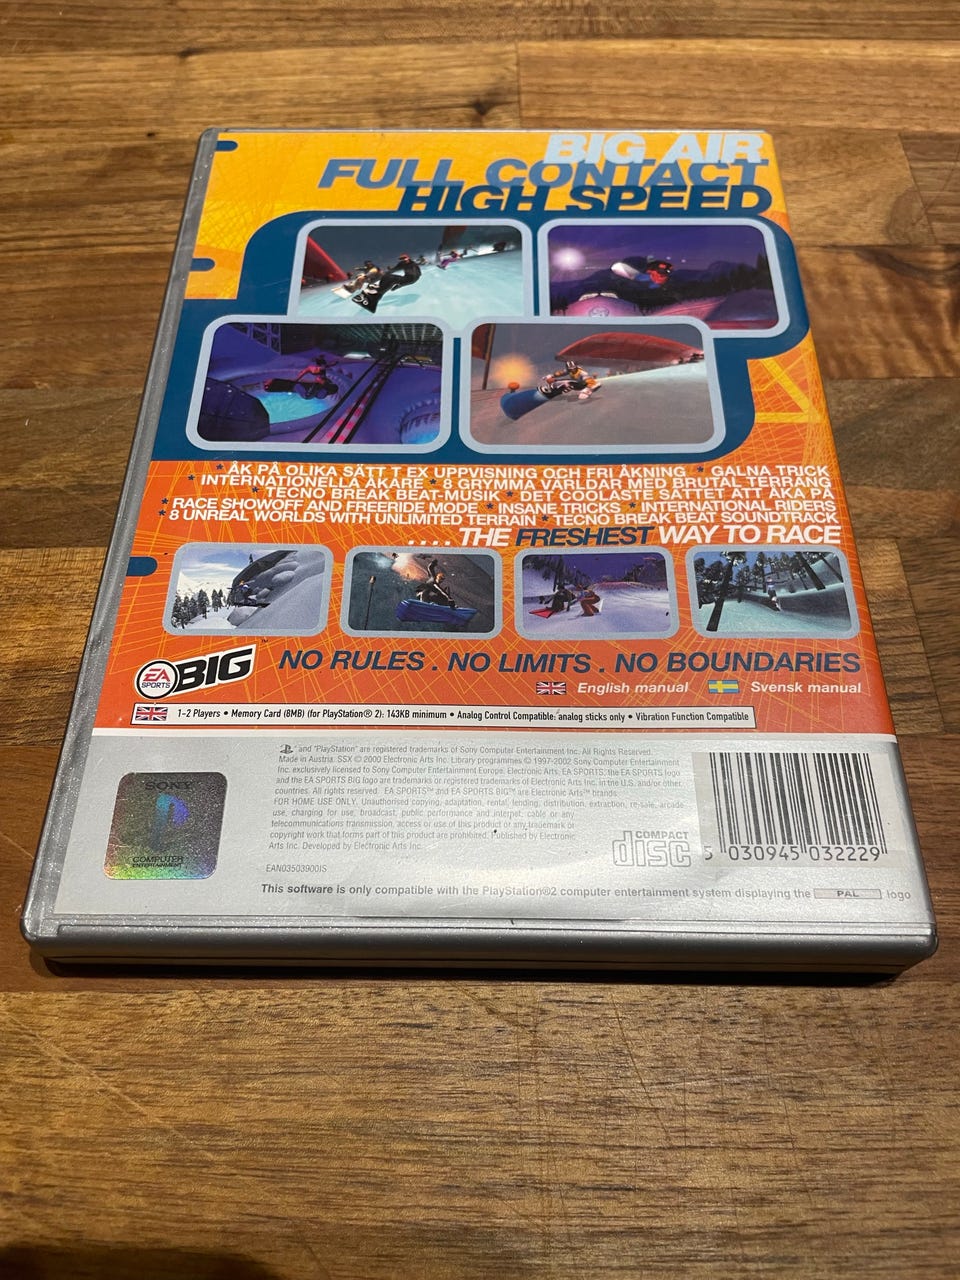 BIG AIR
FULL CONTACT
HIGH SPEED
* ÅK PÅ OLIKA SÄTT T EX UPPVISNING OCH FRI ÅKNING * GALNA TRICK
* INTERNATIONELLA ÅKARE * 8 GRYMMA VÄRLDAR MED BRUTAL TERRÄNG
* TECNO BREAK BEAT-MUSIK * DET COOLASTE SÄTTET ATT ÅKA PÅ
* RACE SHOWOFF AND FREERIDE MODE * INSANE TRICKS * INTERNATIONAL RIDERS
* 8 UNREAL WORLDS WITH UNLIMITED TERRAIN * TECNO BREAK BEAT SOUNDTRACK
.... THE FRESHEST WAY TO RACE
EA SPORTS BIG
NO RULES . NO LIMITS . NO BOUNDARIES
English manual Svensk manual
1-2 Players • Memory Card (8MB) (for PlayStation® 2): 143KB minimum • Analog Control Compatible: analog sticks only • Vibration Function Compatible
" and "PlayStation" are registered trademarks of Sony Computer Entertainment Inc. All Rights Reserved.
Made in Austria. SSX © 2000 Electronic Arts Inc. Library programmes © 1997-2002 Sony Computer Entertainment
Inc. exclusively licensed to Sony Computer Entertainment Europe. Electronic Arts, EA SPORTS, the EA SPORTS logo
and the EA SPORTS BIG logo are trademarks or registered trademarks of Electronic Arts Inc. in the U.S. and/or other
countries. All rights reserved. EA SPORTS™ and EA SPORTS BIG™ are Electronic Arts™ brands.
FOR HOME USE ONLY. Unauthorised copying, adaptation, rental, lending, distribution, extraction, re-sale, arcade
use, charging for use, broadcast, public performance and internet, cable or any
telecommunications transmission, access or use of this product or any trademark or
copyright work that forms part of this product are prohibited. Published by Electronic
Arts Inc. Developed by Electronic Arts Inc.
SONY
COMPUTER
ENTERTAINMENT
EAN03503900IS
COMPACT
disc
5 030945 032229
This software is only compatible with the PlayStation®2 computer entertainment system displaying the PAL logo